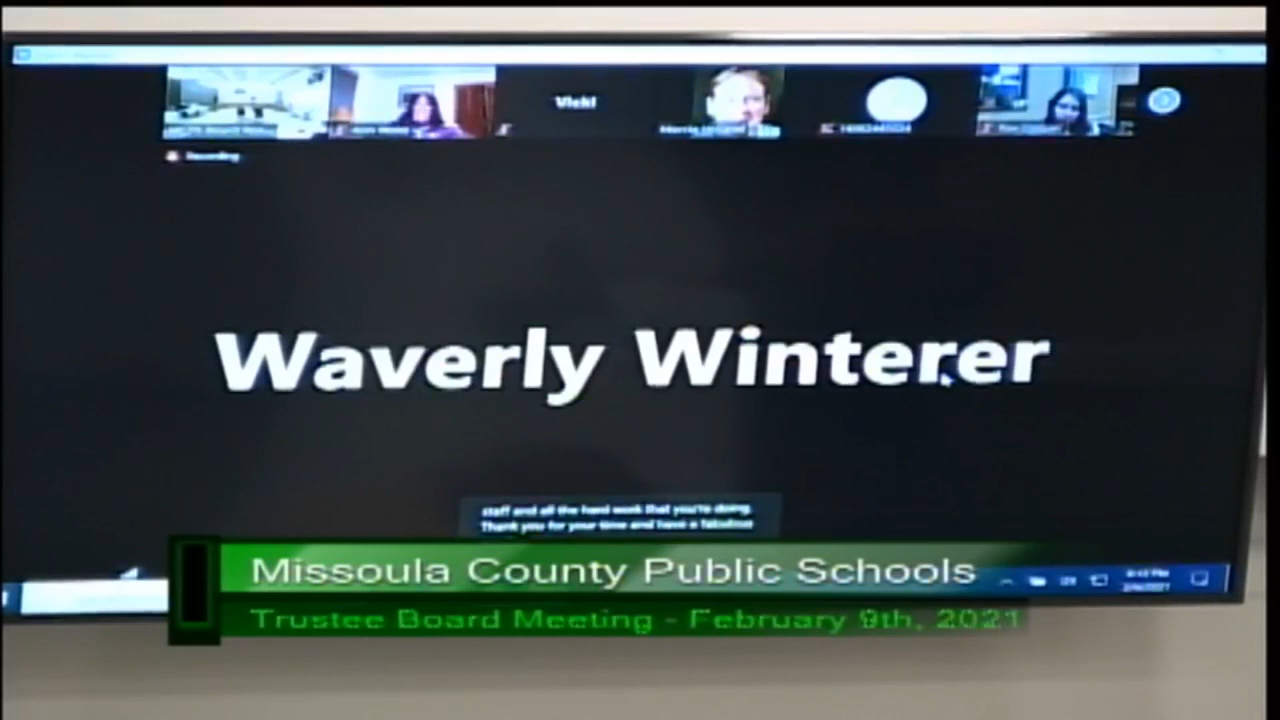 Vicki
Recording
Waverly Winterer
staff and all the hard work that you're doing.
Thank you for your time and have a fabulous
Missoula County Public Schools
Trustee Board Meeting - February 9th, 2021